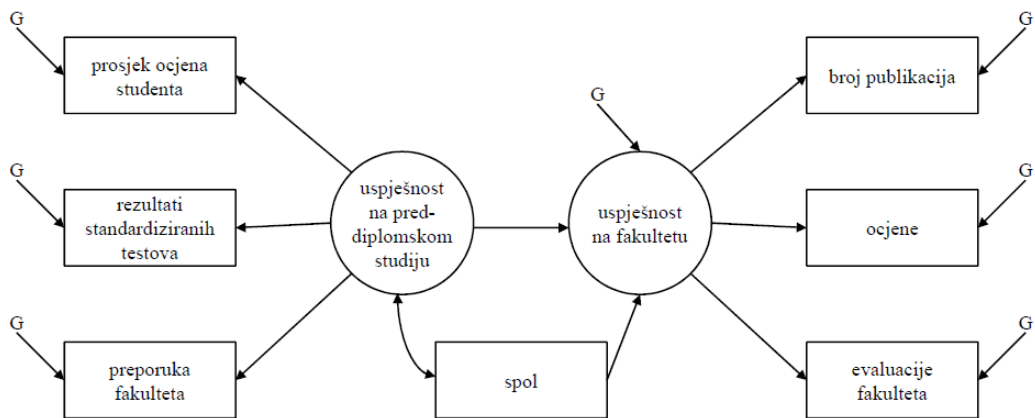 G
prosjek ocjena
studenta
G
rezultati
standardiziranih
testova
G
preporuka
fakulteta
uspješnost
na pred-
diplomskom
studiju
spol
G
uspješnost
na fakultetu
G
broj publikacija
G
ocjene
G
evaluacije
fakulteta